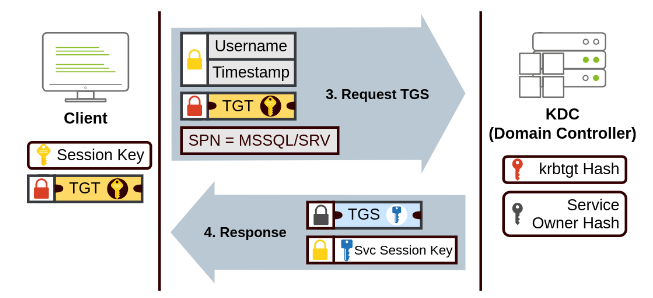 Client
Session Key
TGT
Username
Timestamp
TGT
SPN = MSSQL/SRV
3. Request TGS
4. Response
TGS
Svc Session Key
KDC
(Domain Controller)
krbtgt Hash
Service
Owner Hash